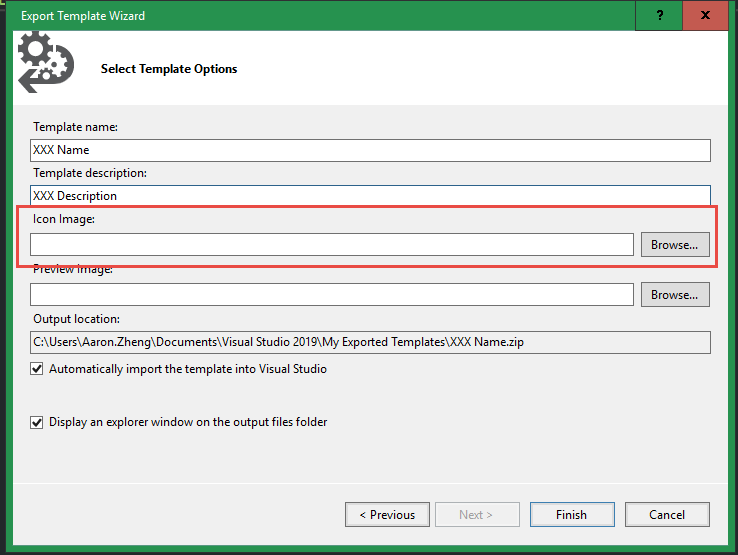 Export Template Wizard
?
x
Select Template Options
Template name:
XXX Name
Template description:
XXX Description
Icon Image:
Browse...
Preview Image:
Browse...
Output location:
C:\Users\Aaron.Zheng\Documents\Visual Studio 2019\My Exported Templates\XXX Name.zip
Automatically import the template into Visual Studio
Display an explorer window on the output files folder
< Previous
Next >
Finish
Cancel